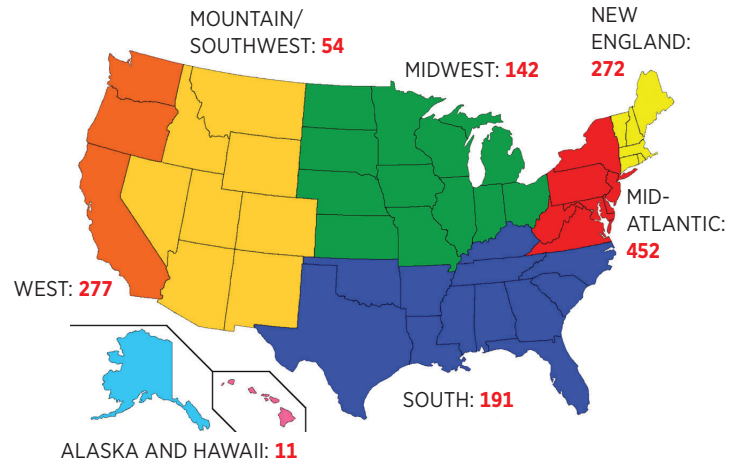 MOUNTAIN/
SOUTHWEST: 54
MIDWEST: 142
NEW
ENGLAND:
272
MID-
ATLANTIC:
452
WEST: 277
SOUTH: 191
ALASKA AND HAWAII: 11